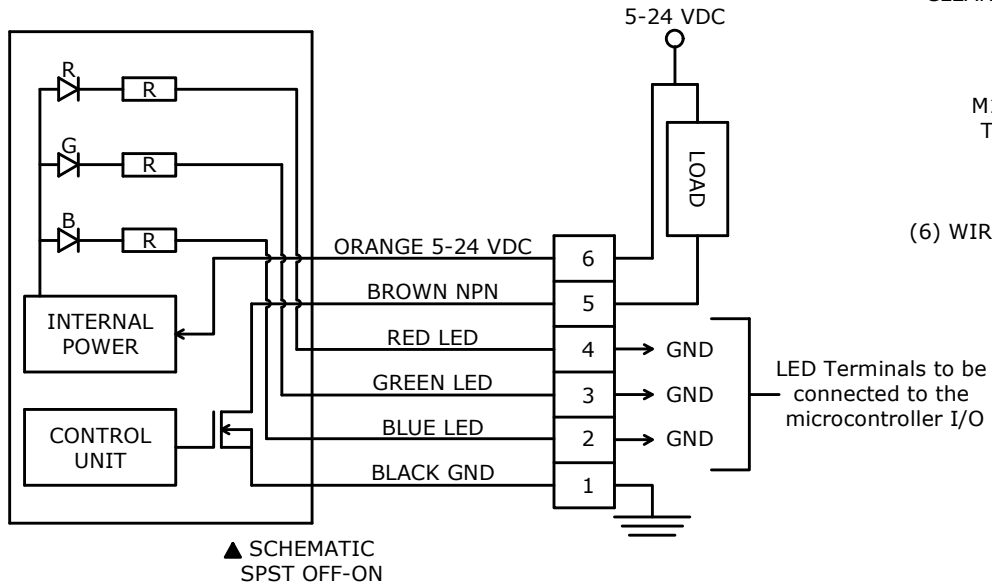 5-24 VDC
R
R
G
R
B
R
LOAD
(6) WIR
ORANGE 5-24 VDC
6
BROWN NPN
5
INTERNAL
POWER
RED LED
4
GND
GREEN LED
3
GND
LED Terminals to be
connected to the
microcontroller I/O
BLUE LED
2
GND
CONTROL
UNIT
BLACK GND
1
▲ SCHEMATIC
SPST OFF-ON